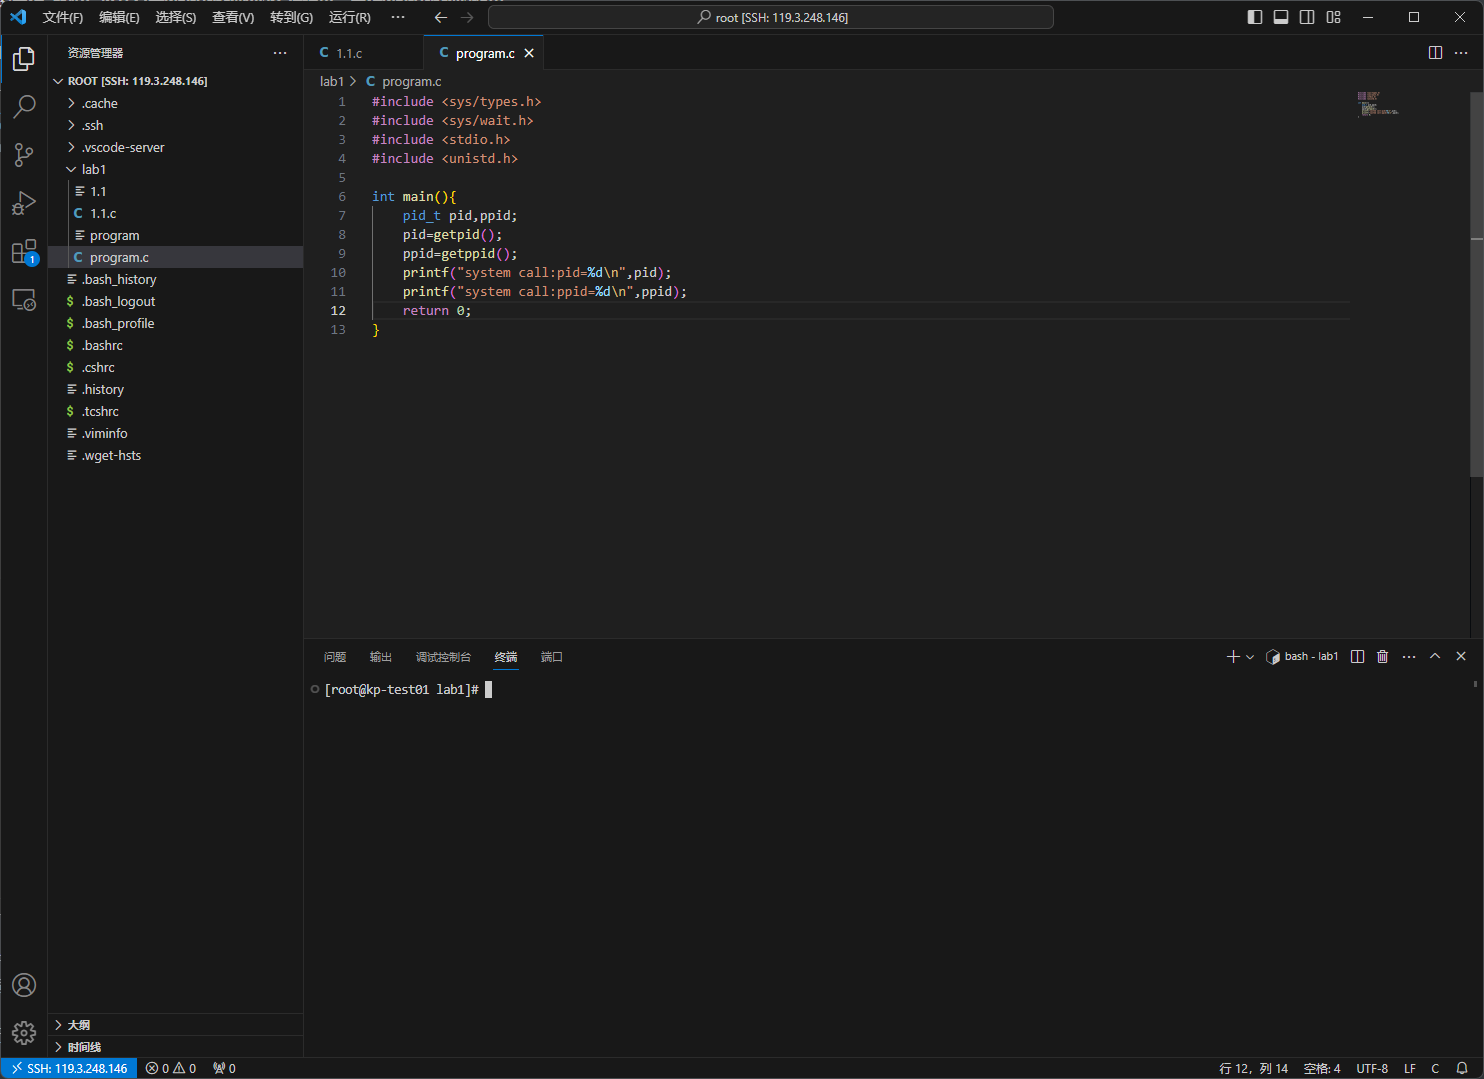 文件(F) 编辑(E) 选择(S) 查看(V) 转到(G) 运行(R) ··· root [SSH: 119.3.248.146]
资源管理器 ···
ROOT [SSH: 119.3.248.146]
.cache
.ssh
.vscode-server
lab1
1.1
C 1.1.c
program
C program.c
.bash_history
$ .bash_logout
$ .bash_profile
$ .bashrc
$ .cshrc
.history
$ .tcshrc
.viminfo
.wget-hsts
大纲
时间线
1
C 1.1.c C program.c
lab1 > C program.c
1 #include <sys/types.h>
2 #include <sys/wait.h>
3 #include <stdio.h>
4 #include <unistd.h>
5
6 int main(){
7 pid_t pid,ppid;
8 pid=getpid();
9 ppid=getppid();
10 printf("system call:pid=%d\n",pid);
11 printf("system call:ppid=%d\n",ppid);
12 return 0;
13 }
问题 输出 调试控制台 终端 端口 bash - lab1
[root@kp-test01 lab1]#
SSH: 119.3.248.146 0 0 0 行 12，列 14 空格: 4 UTF-8 LF C